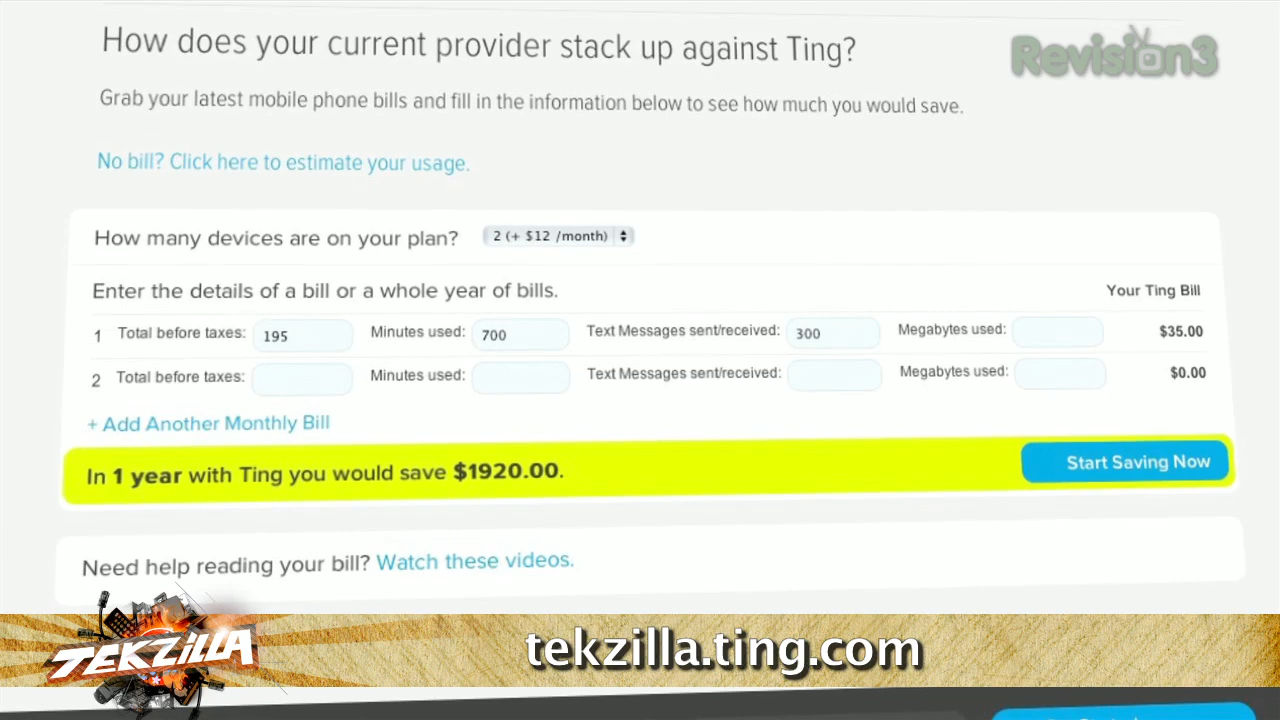 How does your current provider stack up against Ting?
Revision3
Grab your latest mobile phone bills and fill in the information below to see how much you would save.
No bill? Click here to estimate your usage.
How many devices are on your plan? 2 (+ $12 /month)
Enter the details of a bill or a whole year of bills. Your Ting Bill
1 Total before taxes: 195 Minutes used: 700 Text Messages sent/received: 300 Megabytes used: $35.00
2 Total before taxes: Minutes used: Text Messages sent/received: Megabytes used: $0.00
+ Add Another Monthly Bill
In 1 year with Ting you would save $1920.00. Start Saving Now
Need help reading your bill? Watch these videos.
TEKZILLA
tekzilla.ting.com